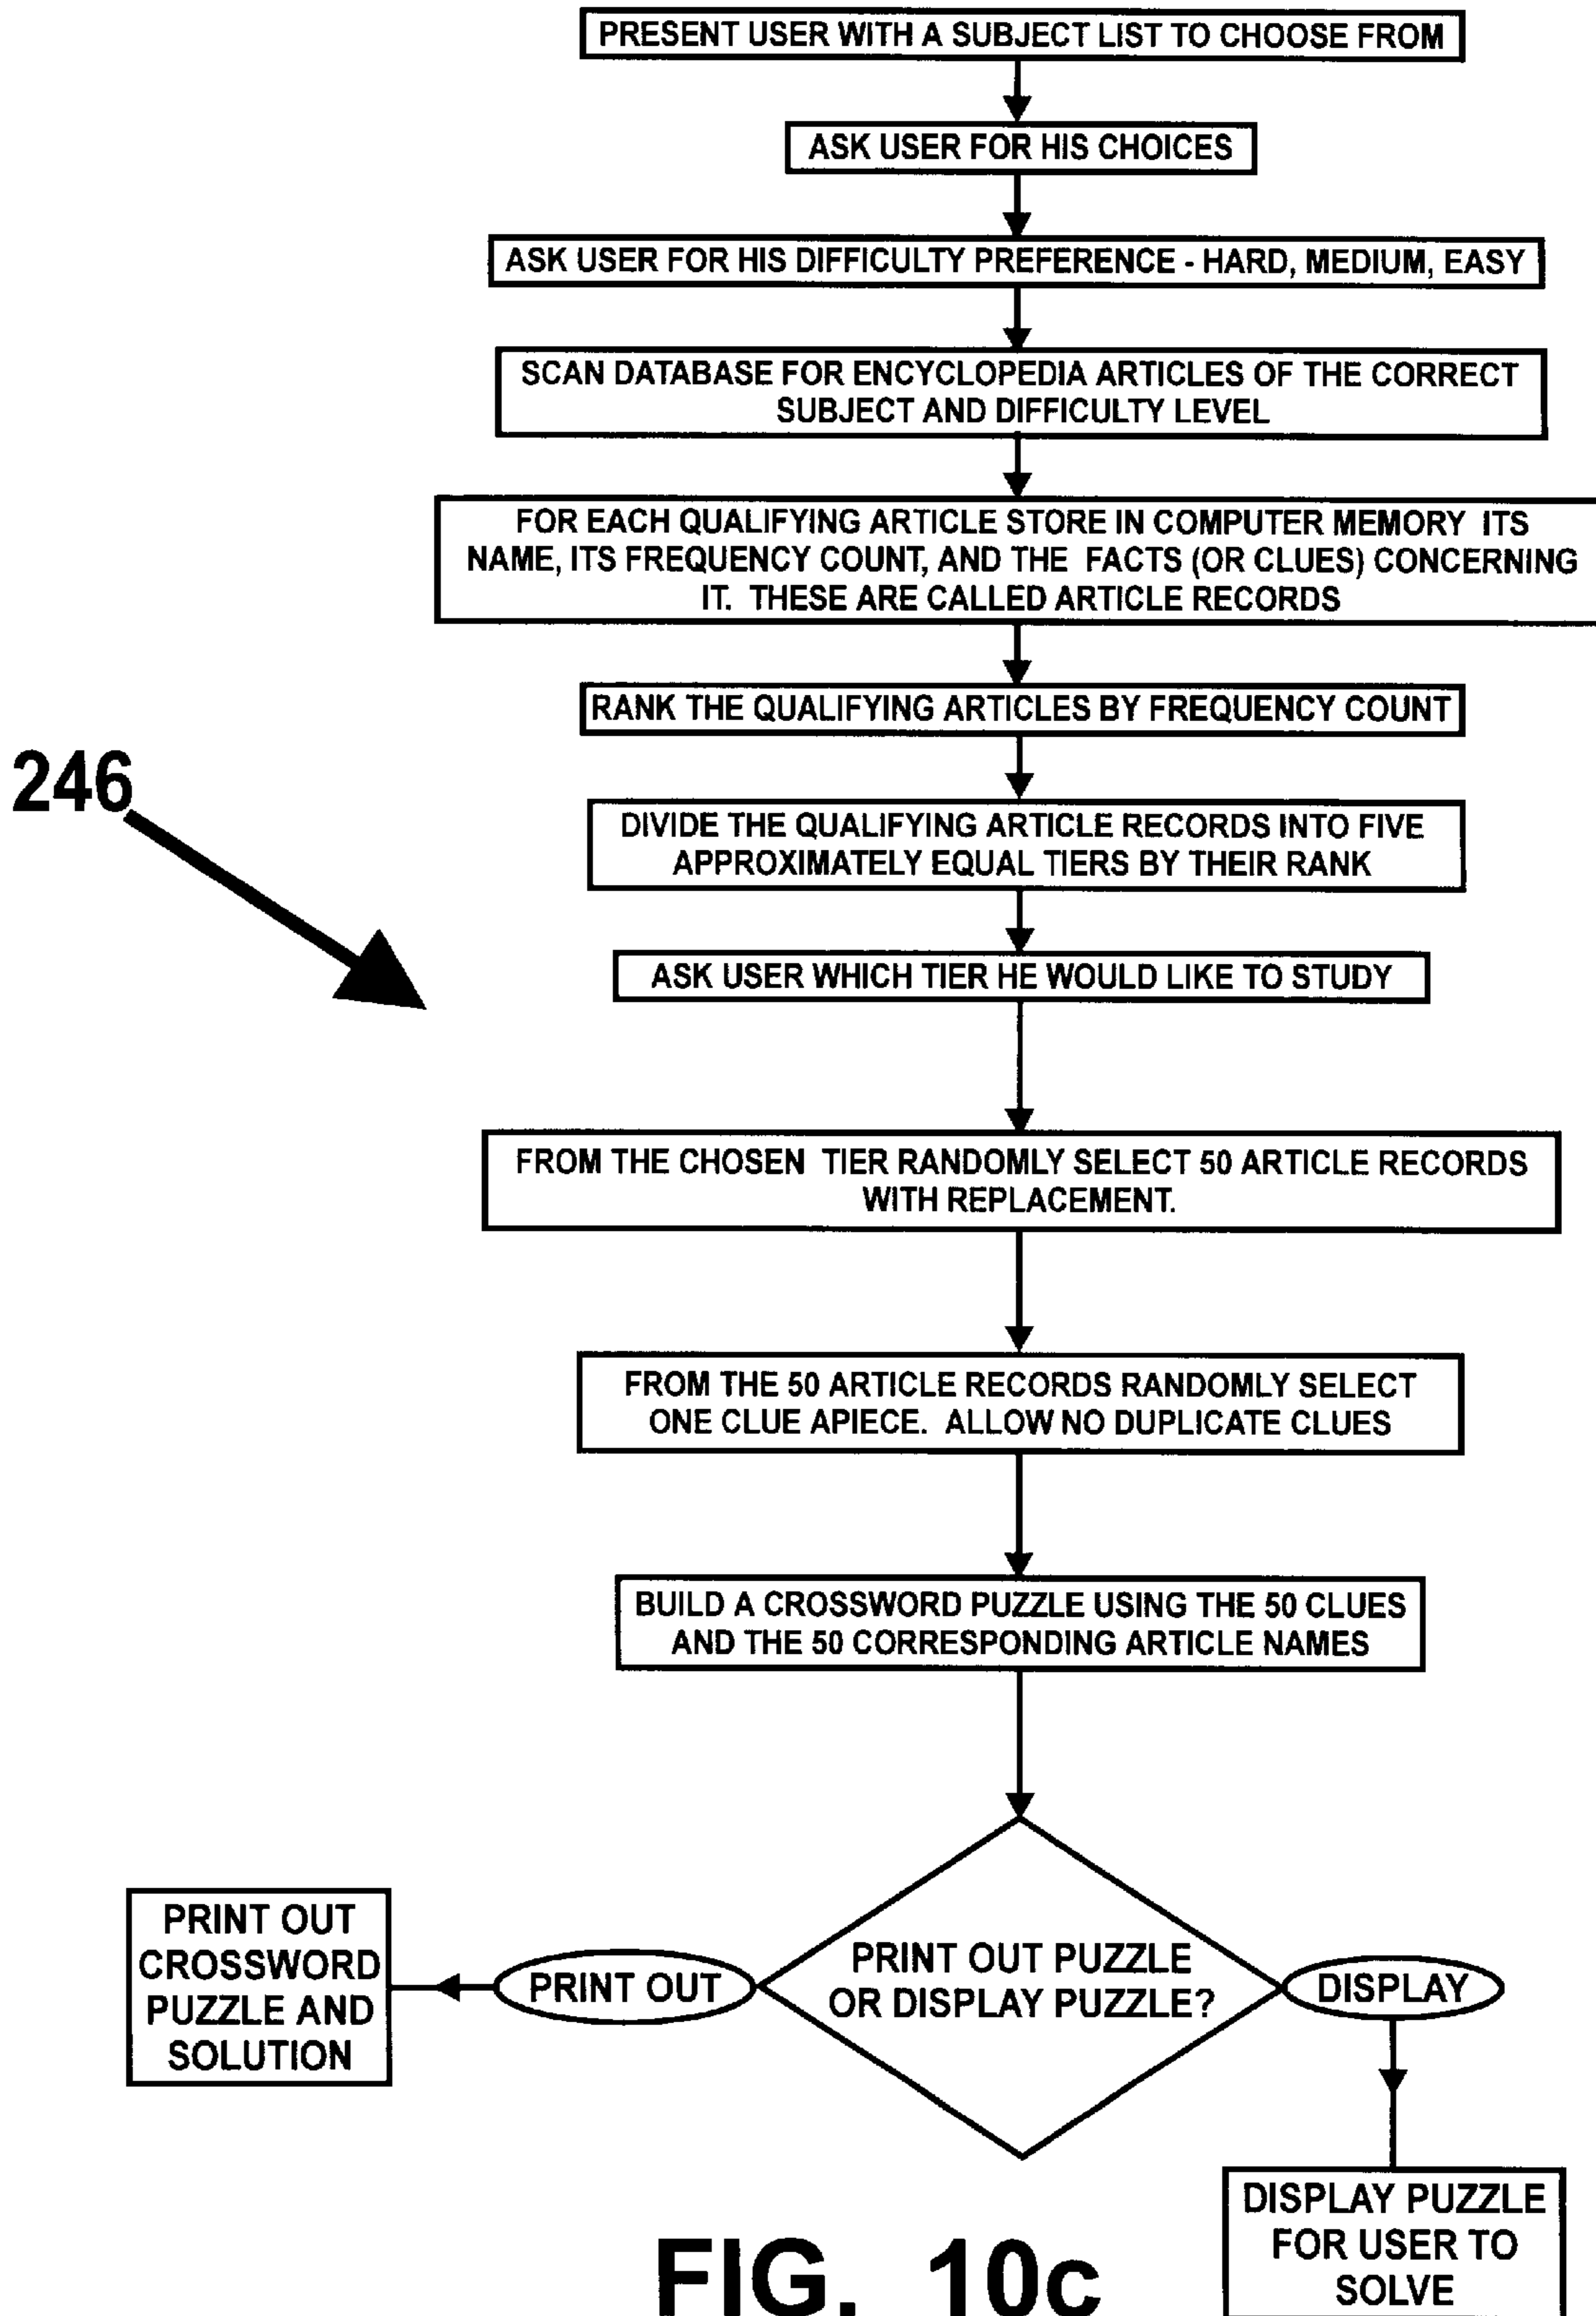 PRESENT USER WITH A SUBJECT LIST TO CHOOSE FROM
ASK USER FOR HIS CHOICES
ASK USER FOR HIS DIFFICULTY PREFERENCE - HARD, MEDIUM, EASY
SCAN DATABASE FOR ENCYCLOPEDIA ARTICLES OF THE CORRECT
SUBJECT AND DIFFICULTY LEVEL
FOR EACH QUALIFYING ARTICLE STORE IN COMPUTER MEMORY ITS
NAME, ITS FREQUENCY COUNT, AND THE FACTS (OR CLUES) CONCERNING
IT. THESE ARE CALLED ARTICLE RECORDS
RANK THE QUALIFYING ARTICLES BY FREQUENCY COUNT
246
DIVIDE THE QUALIFYING ARTICLE RECORDS INTO FIVE
APPROXIMATELY EQUAL TIERS BY THEIR RANK
ASK USER WHICH TIER HE WOULD LIKE TO STUDY
FROM THE CHOSEN TIER RANDOMLY SELECT 50 ARTICLE RECORDS
WITH REPLACEMENT.
FROM THE 50 ARTICLE RECORDS RANDOMLY SELECT
ONE CLUE APIECE. ALLOW NO DUPLICATE CLUES
BUILD A CROSSWORD PUZZLE USING THE 50 CLUES
AND THE 50 CORRESPONDING ARTICLE NAMES
PRINT OUT
CROSSWORD
PUZZLE AND
SOLUTION
PRINT OUT
PRINT OUT PUZZLE
OR DISPLAY PUZZLE?
DISPLAY
DISPLAY PUZZLE
FOR USER TO
SOLVE
FIG. 10c